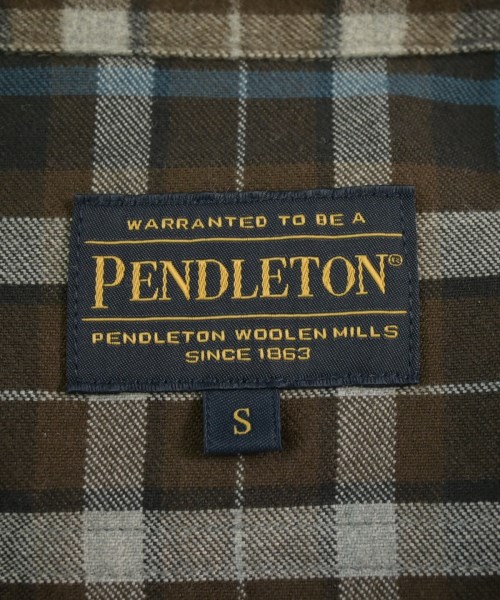 WARRANTED TO BE A
PENDLETON®
PENDLETON WOOLEN MILLS
SINCE 1863
S